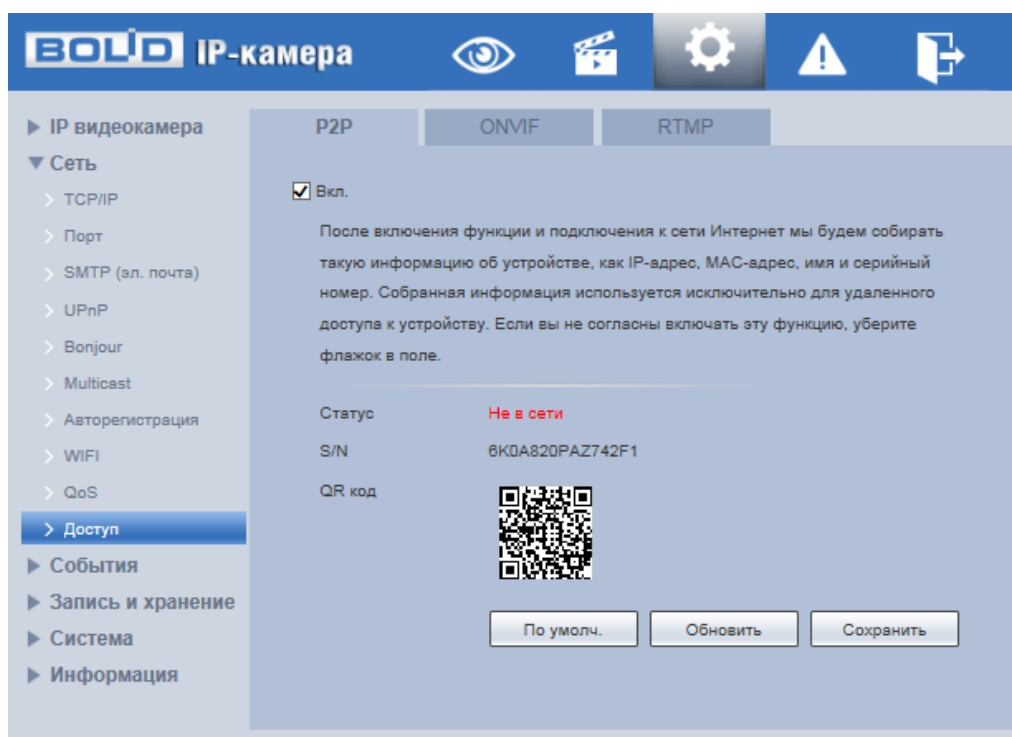 BOLID IP-камера
IP видеокамера
Сеть
TCP/IP
Порт
SMTP (эл. почта)
UPnP
Bonjour
Multicast
Авторегистрация
WIFI
QoS
Доступ
События
Запись и хранение
Система
Информация
P2P ONVIF RTMP
Вкл.
После включения функции и подключения к сети Интернет мы будем собирать
такую информацию об устройстве, как IP-адрес, MAC-адрес, имя и серийный
номер. Собранная информация используется исключительно для удаленного
доступа к устройству. Если вы не согласны включать эту функцию, уберите
флажок в поле.
Статус Не в сети
S/N 6K0A820PAZ742F1
QR код
По умолч. Обновить Сохранить